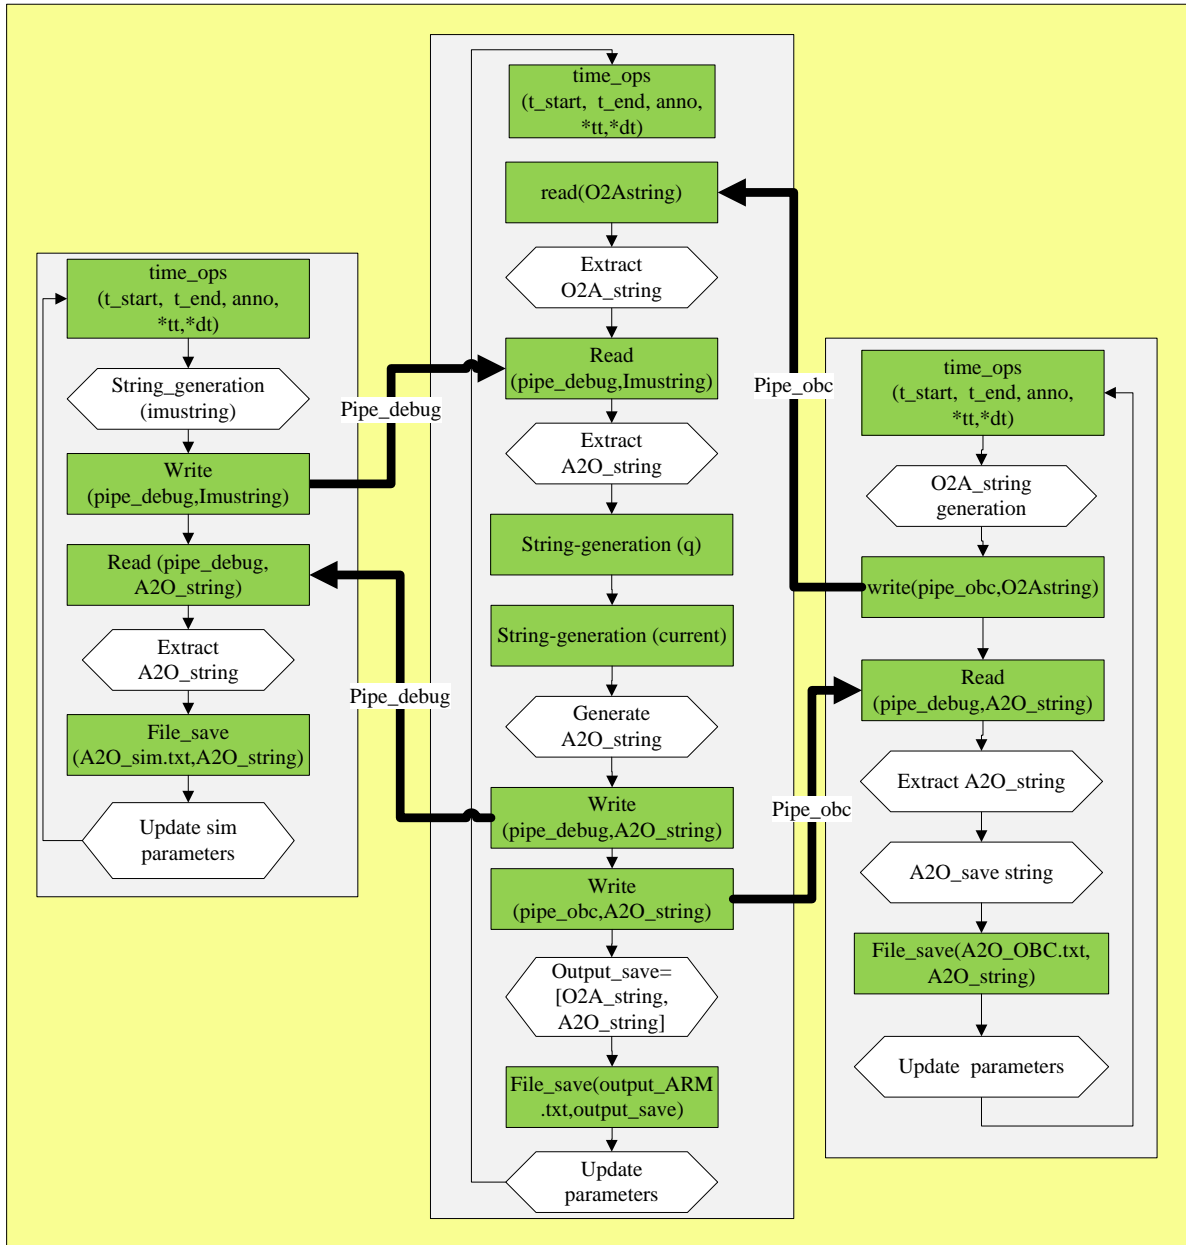 time_ops
(t_start, t_end, anno,
*tt,*dt)
String_generation
(imustring)
Write
(pipe_debug,Imustring)
Read (pipe_debug,
A2O_string)
Extract
A2O_string
File_save
(A2O_sim.txt,A2O_string)
Update sim
parameters
Pipe_debug
Pipe_debug
time_ops
(t_start, t_end, anno,
*tt,*dt)
read(O2Astring)
Extract
O2A_string
Read
(pipe_debug,Imustring)
Extract
A2O_string
String-generation (q)
String-generation (current)
Generate
A2O_string
Write
(pipe_debug,A2O_string)
Write
(pipe_obc,A2O_string)
Output_save=
[O2A_string,
A2O_string]
File_save(output_ARM
.txt,output_save)
Update
parameters
Pipe_obc
Pipe_obc
time_ops
(t_start, t_end, anno,
*tt,*dt)
O2A_string
generation
write(pipe_obc,O2Astring)
Read
(pipe_debug,A2O_string)
Extract A2O_string
A2O_save string
File_save(A2O_OBC.txt,
A2O_string)
Update parameters